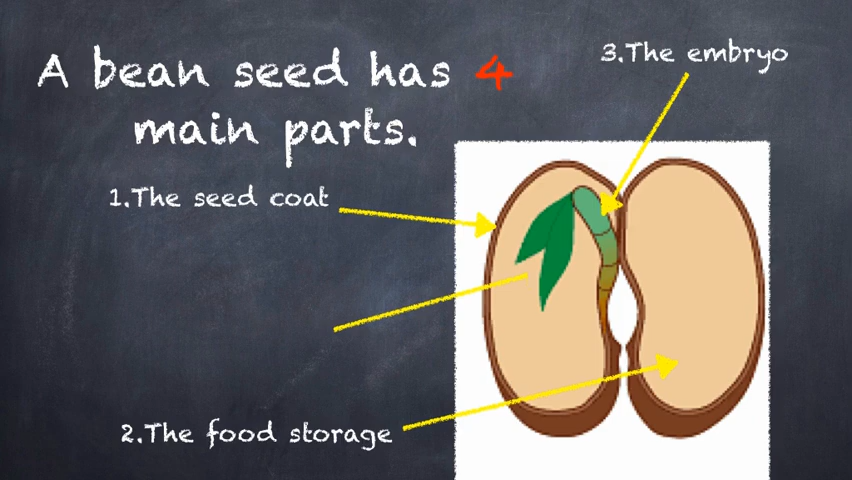 A bean seed has 4
main parts.
3.The embryo
1.The seed coat
2.The food storage